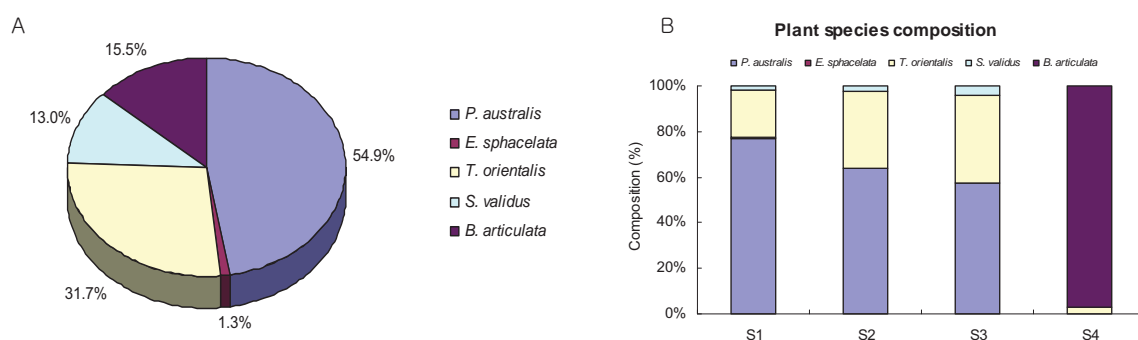 A
15.5%
13.0%
54.9%
31.7%
1.3%
P. australis
E. sphacelata
T. orientalis
S. validus
B. articulata
B
Plant species composition
P. australis E. sphacelata T. orientalis S. validus B. articulata
Composition (%)
100%
80%
60%
40%
20%
0%
S1 S2 S3 S4